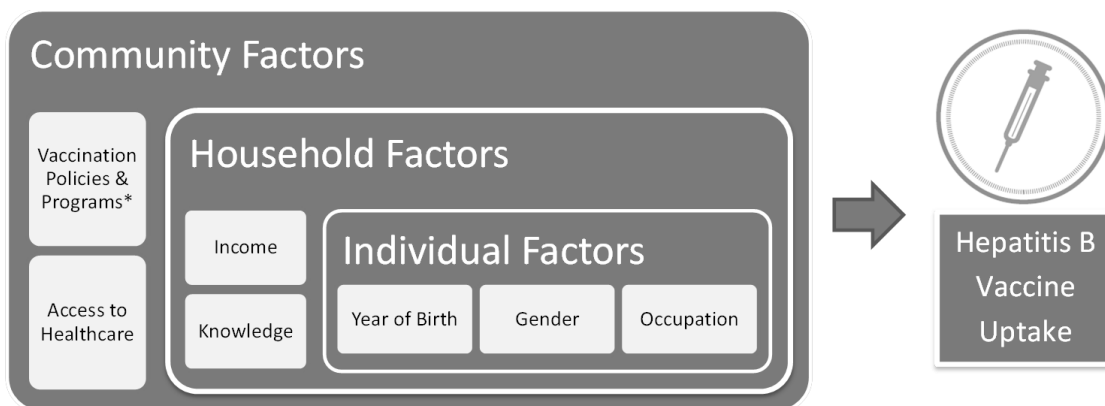 Community Factors
Vaccination
Policies &
Programs*
Access to
Healthcare
Household Factors
Income
Knowledge
Individual Factors
Year of Birth
Gender
Occupation
Hepatitis B
Vaccine
Uptake